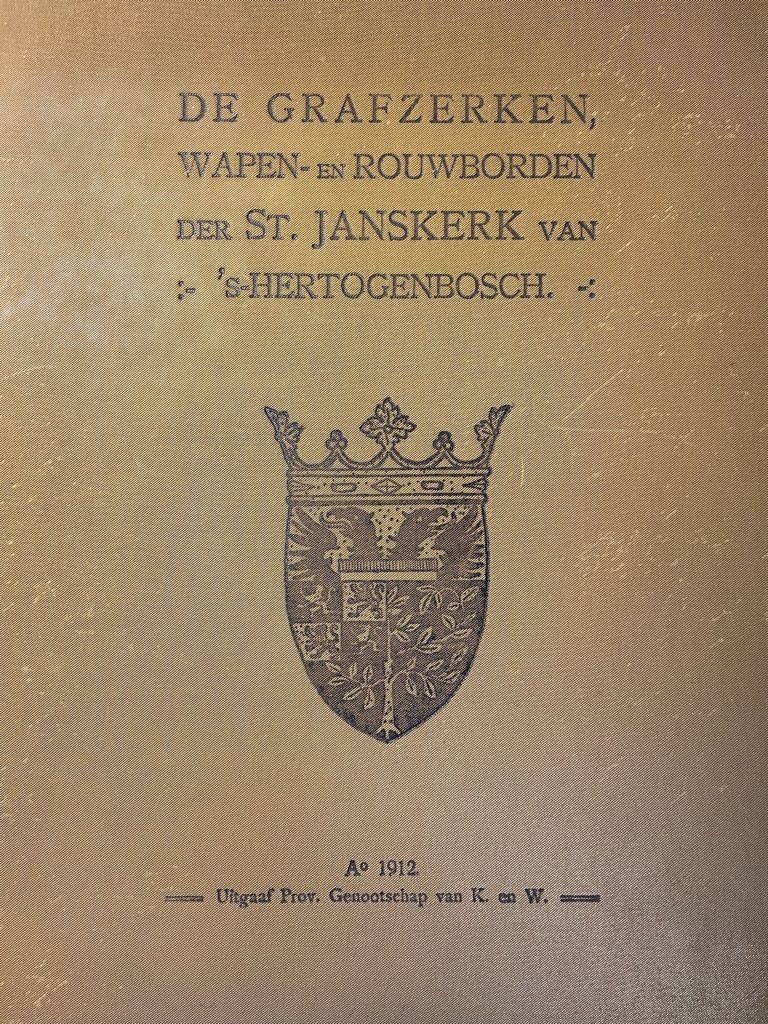 DE GRAFZERKEN,
WAPEN- EN ROUWBORDEN
DER ST. JANSKERK VAN
:- 's-HERTOGENBOSCH. -:
Aº 1912.
Uitgaaf Prov. Genootschap van K. en W.